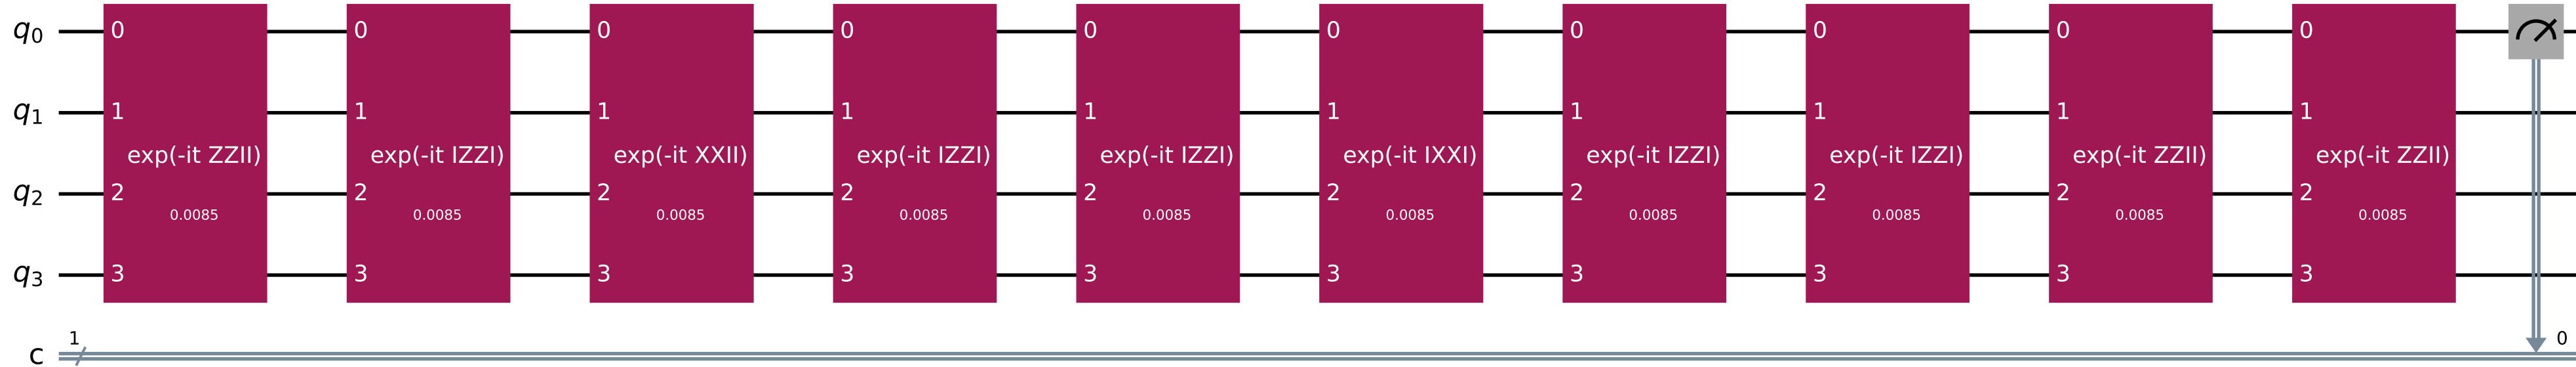 q0 0 0 0 0 0 0 0 0 0 0
q1 1 1 1 1 1 1 1 1 1 1
exp(-it ZZII) exp(-it IZZI) exp(-it XXII) exp(-it IZZI) exp(-it IZZI) exp(-it IXXI) exp(-it IZZI) exp(-it IZZI) exp(-it ZZII) exp(-it ZZII)
q2 2 2 2 2 2 2 2 2 2 2
0.0085 0.0085 0.0085 0.0085 0.0085 0.0085 0.0085 0.0085 0.0085 0.0085
q3 3 3 3 3 3 3 3 3 3 3
1 0
c